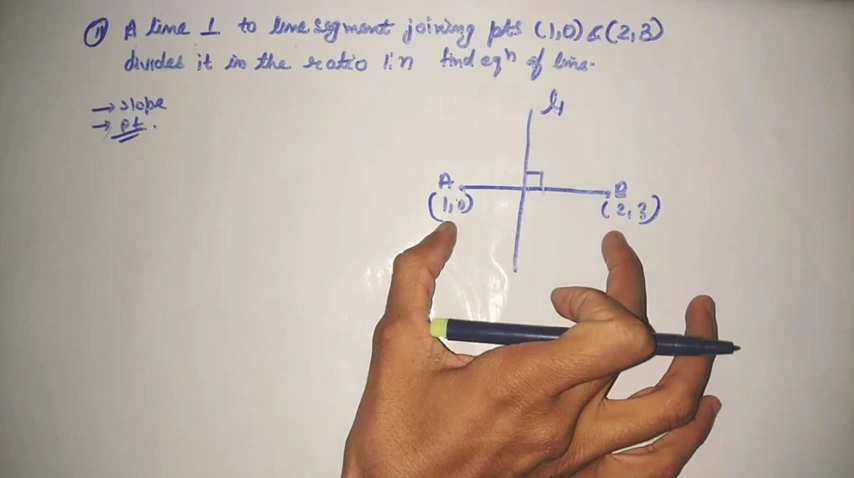 ① A line ⊥ to line segment joining pts (1,0) & (2,3)
divides it in the ratio 1:n find eqⁿ of line.
→ slope
→ pt.
l₁
A
(1,0)
B
(2,3)